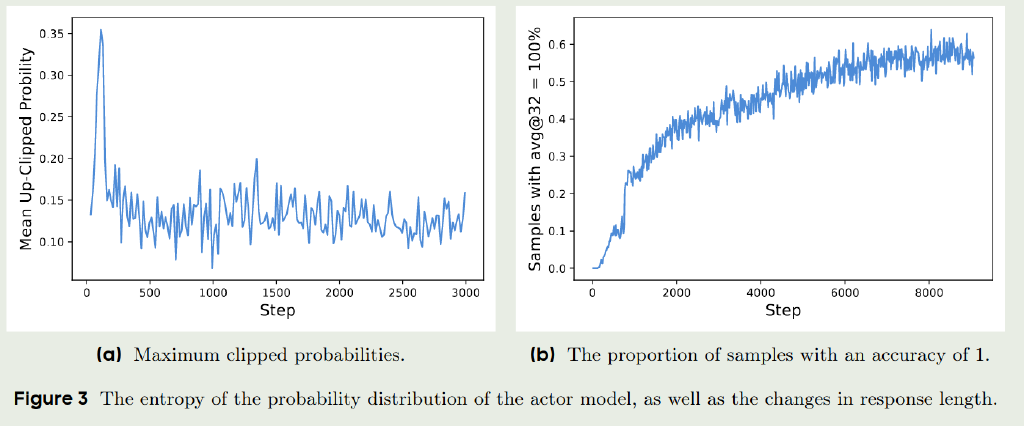 Mean Up-Clipped Probility
0.35
0.30
0.25
0.20
0.15
0.10
0 500 1000 1500 2000 2500 3000
Step
(a) Maximum clipped probabilities.
Samples with avg@32 = 100%
0.6
0.5
0.4
0.3
0.2
0.1
0.0
0 2000 4000 6000 8000
Step
(b) The proportion of samples with an accuracy of 1.
Figure 3 The entropy of the probability distribution of the actor model, as well as the changes in response length.